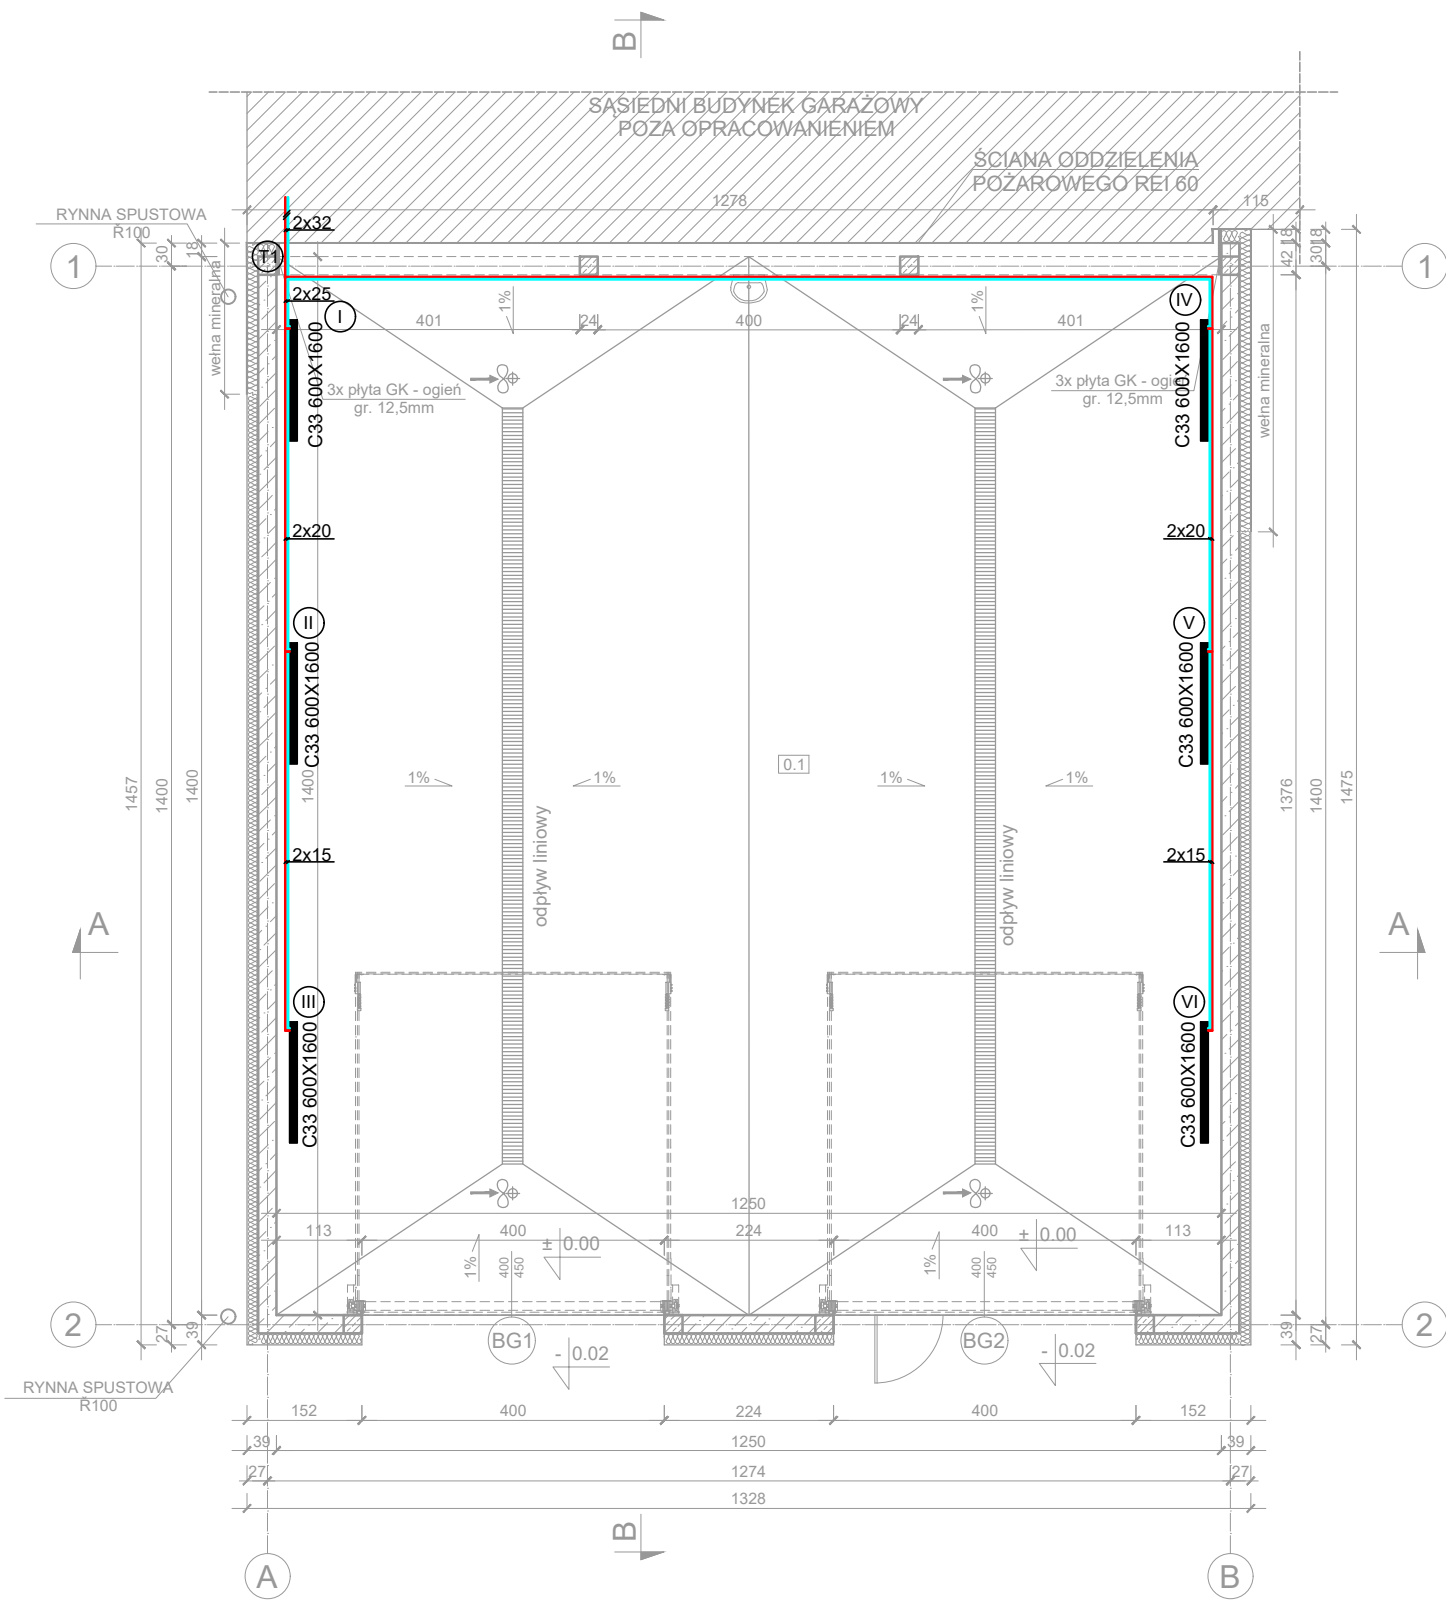 B
SĄSIEDNI BUDYNEK GARAŻOWY
POZA OPRACOWANIENIEM
ŚCIANA ODDZIELENIA
POŻAROWEGO REI 60
1278
115
RYNNA SPUSTOWA
Ř100
2x32
T1
1
1
30
18
18
30
18
42
2x25
I
IV
401
24
400
24
401
1%
1%
wełna mineralna
wełna mineralna
3x płyta GK - ogień
gr. 12,5mm
3x płyta GK - ogień
gr. 12,5mm
C33 600X1600
C33 600X1600
2x20
2x20
II
V
C33 600X1600
C33 600X1600
1457
1400
1400
1400
1%
1%
0.1
1%
1%
1376
1400
1475
odpływ liniowy
odpływ liniowy
2x15
2x15
A
A
III
VI
C33 600X1600
C33 600X1600
1250
113
400
224
400
113
1%
400
450
± 0.00
1%
400
450
± 0.00
2
2
27
39
39
27
BG1
BG2
- 0.02
- 0.02
RYNNA SPUSTOWA
Ř100
152
400
224
400
152
39
1250
39
27
1274
27
1328
B
A
B